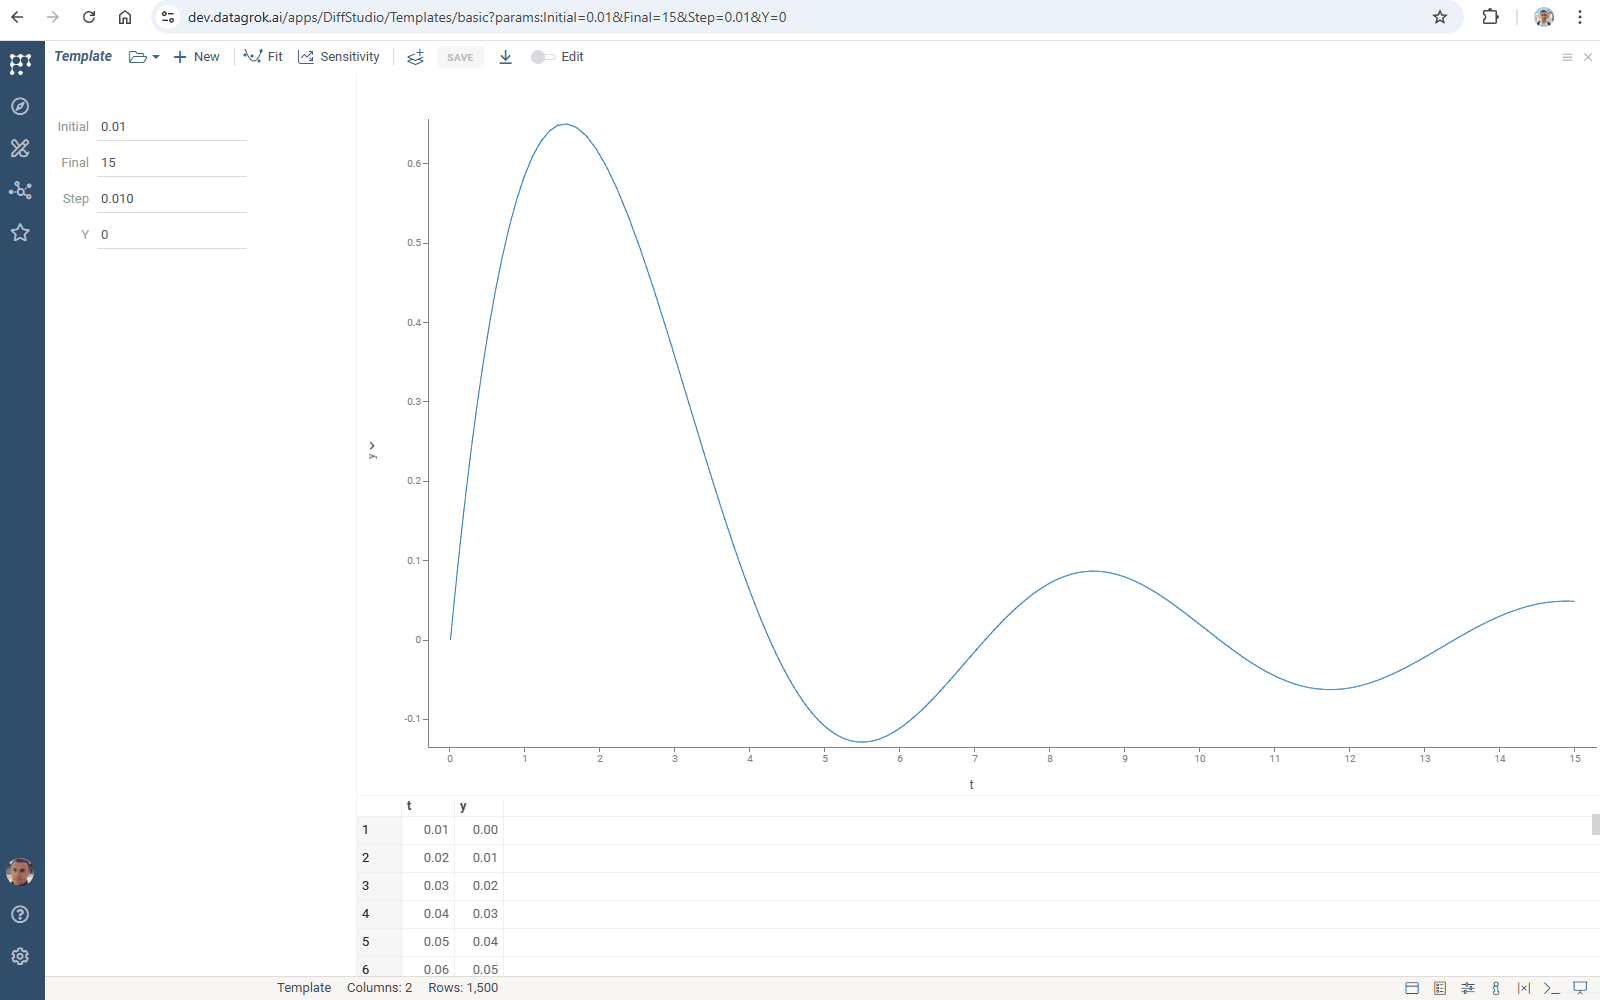 dev.datagrok.ai/apps/DiffStudio/Templates/basic?params:Initial=0.01&Final=15&Step=0.01&Y=0
Template New Fit Sensitivity SAVE Edit
Initial 0.01
Final 15
Step 0.010
Y 0
0.6
0.5
0.4
0.3
0.2
0.1
0
-0.1
y
0 1 2 3 4 5 6 7 8 9 10 11 12 13 14 15
t
t y
1 0.01 0.00
2 0.02 0.01
3 0.03 0.02
4 0.04 0.03
5 0.05 0.04
6 0.06 0.05
Template Columns: 2 Rows: 1,500